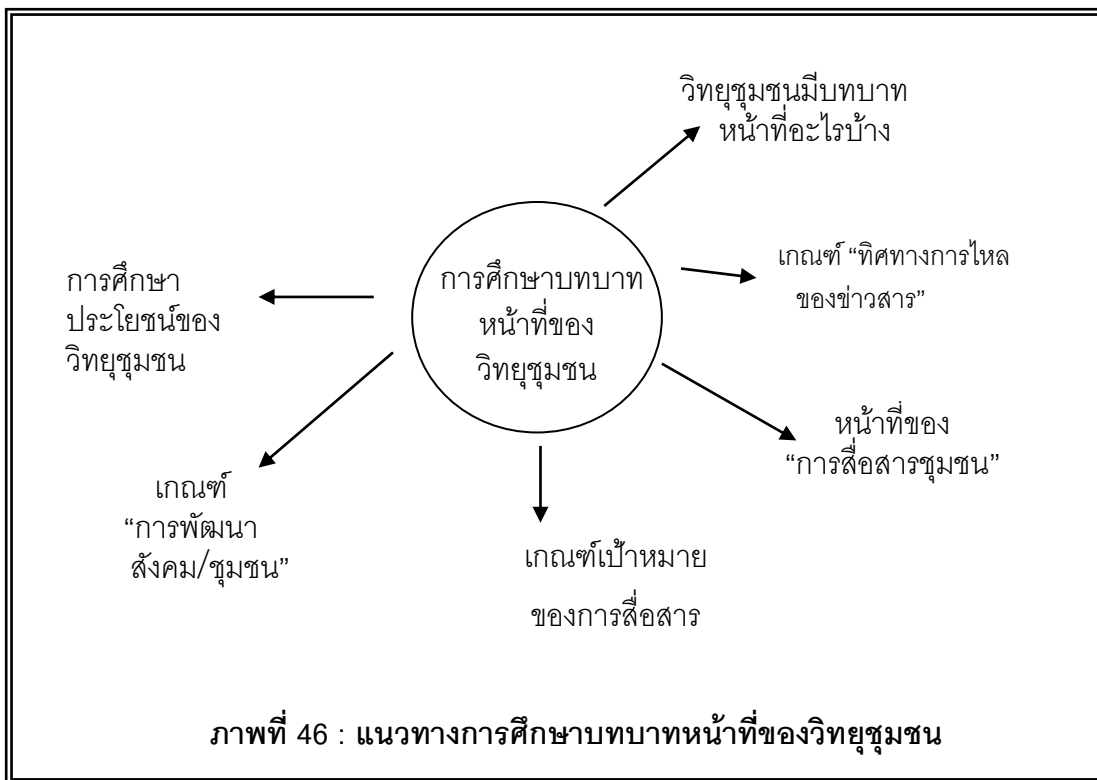 วิทยุชุมชนมีบทบาท
หน้าที่อะไรบ้าง
เกณฑ์ “ทิศทางการไหล
ของข่าวสาร”
การศึกษาบทบาท
หน้าที่ของ
วิทยุชุมชน
การศึกษา
ประโยชน์ของ
วิทยุชุมชน
หน้าที่ของ
“การสื่อสารชุมชน”
เกณฑ์
“การพัฒนา
สังคม/ชุมชน”
เกณฑ์เป้าหมาย
ของการสื่อสาร
ภาพที่ 46 : แนวทางการศึกษาบทบาทหน้าที่ของวิทยุชุมชน